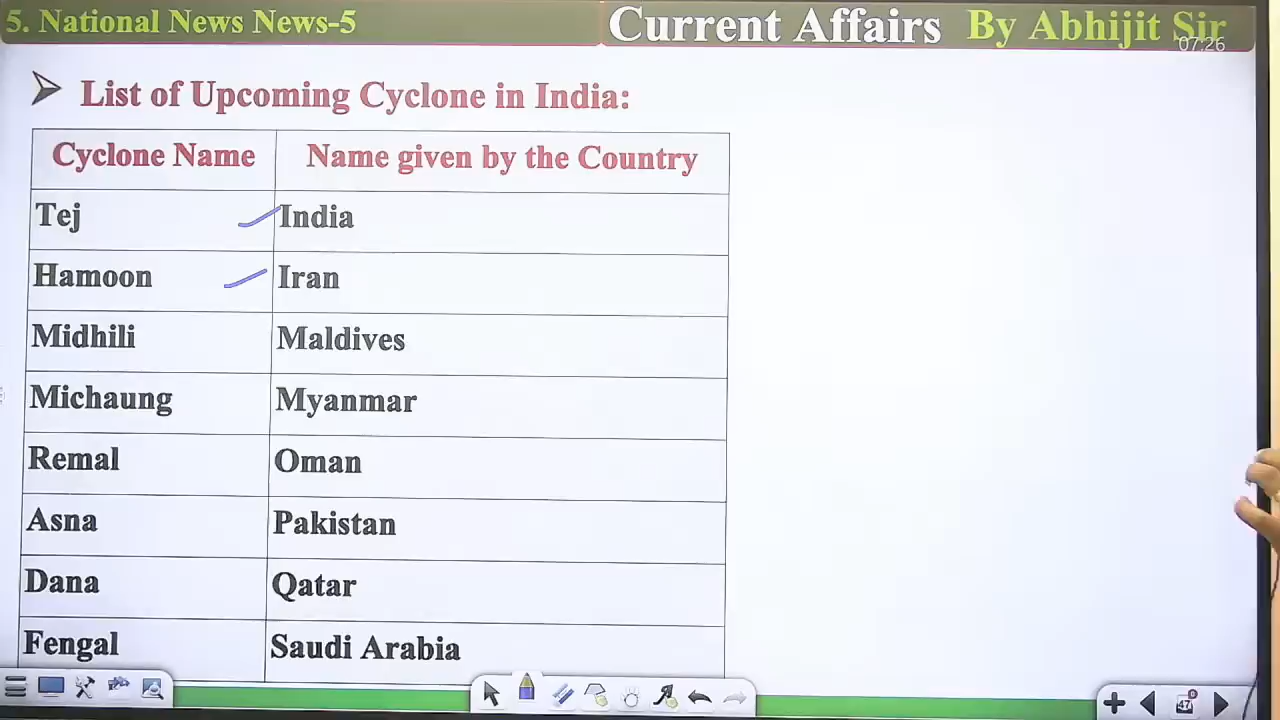 5. National News News-5
Current Affairs By Abhijit Sir
07:26
List of Upcoming Cyclone in India:
Cyclone Name Name given by the Country
Tej India
Hamoon Iran
Midhili Maldives
Michaung Myanmar
Remal Oman
Asna Pakistan
Dana Qatar
Fengal Saudi Arabia
47